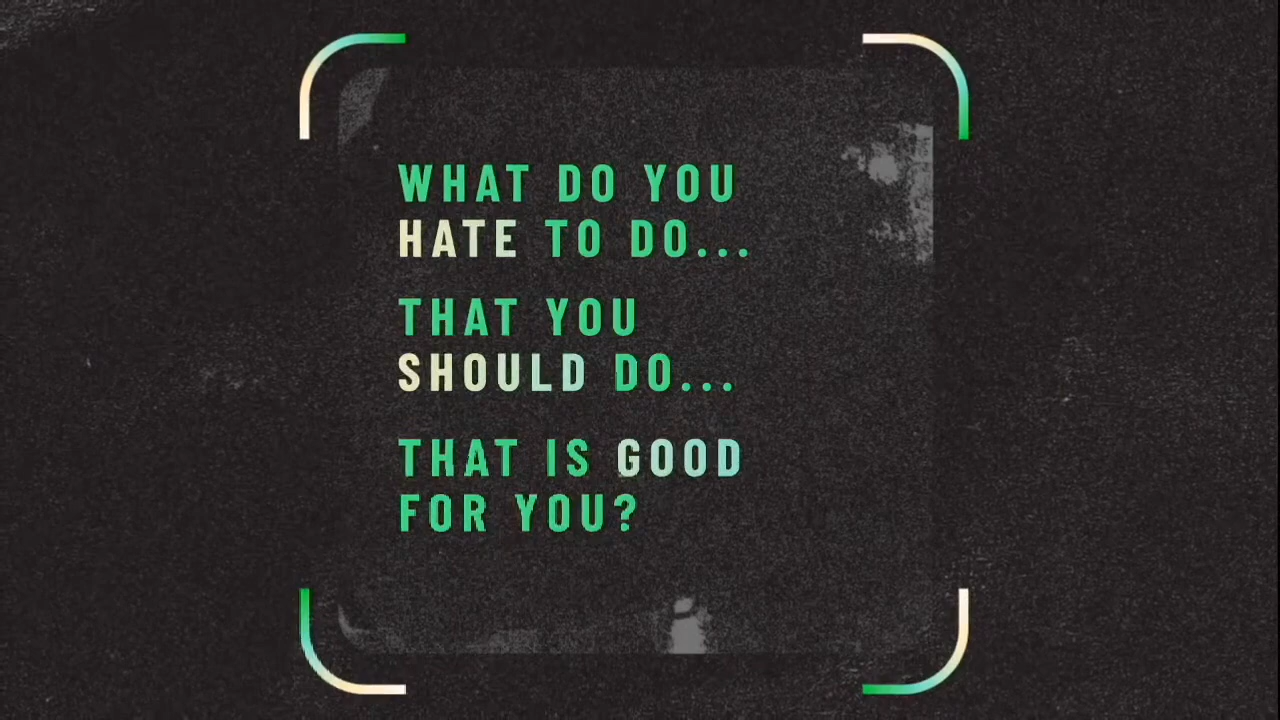 WHAT DO YOU
HATE TO DO...
THAT YOU
SHOULD DO...
THAT IS GOOD
FOR YOU?